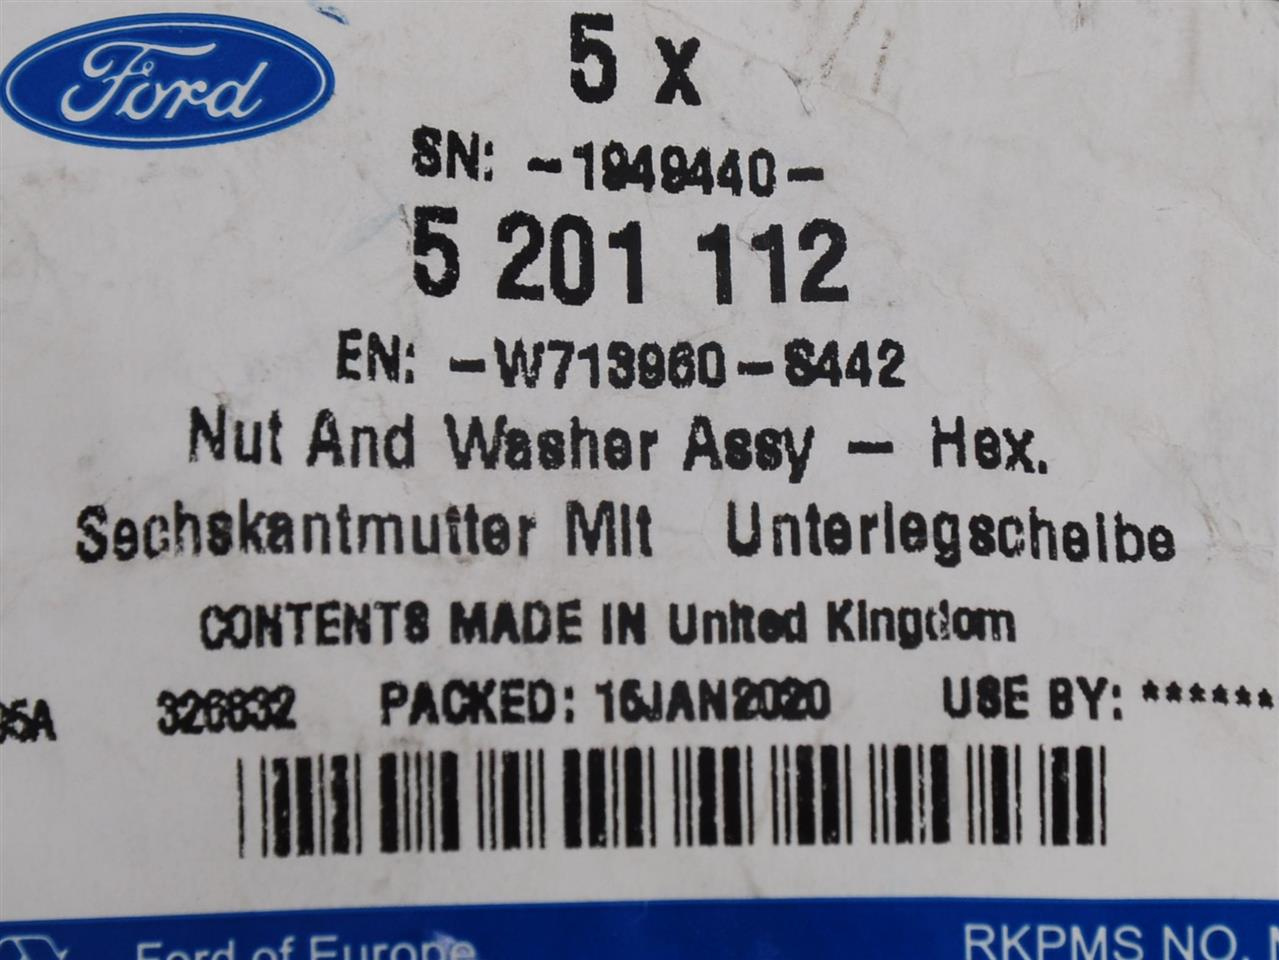 Ford
5 x
SN: -1949440-
5 201 112
EN: -W713960-S442
Nut And Washer Assy - Hex.
Sechskantmutter Mit Unterlegscheibe
CONTENTS MADE IN United Kingdom
326832 PACKED: 16JAN2020 USE BY: ******
Ford of Europe
RKPMS NO.